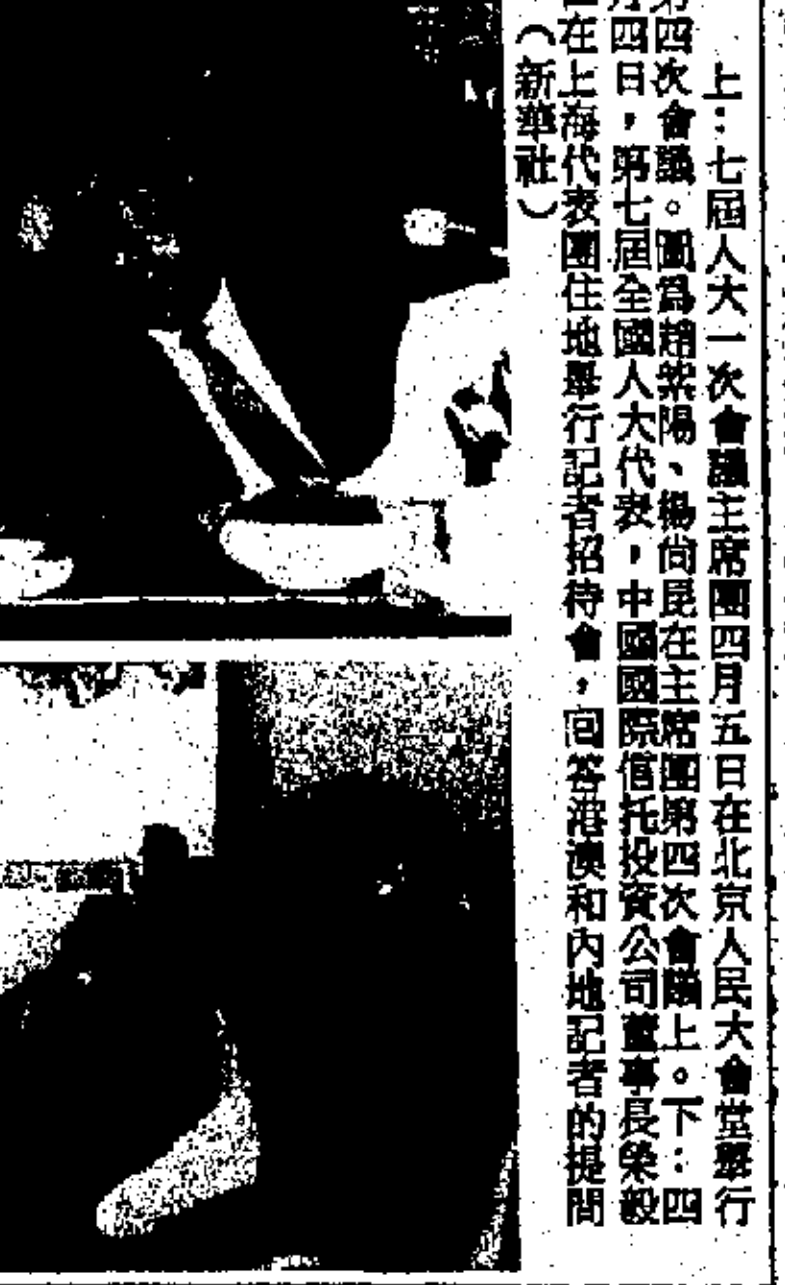 上：七屆人大一次會議主席團四月五日在北京人民大會堂舉行
第四次會議。圖爲趙紫陽、楊尚昆在主席團第四次會議上。下：四
月四日，第七屆全國人大代表，中國國際信托投資公司董事長榮毅
在上海代表團住地舉行記者招待會，回答港澳和內地記者的提問
（新華社）